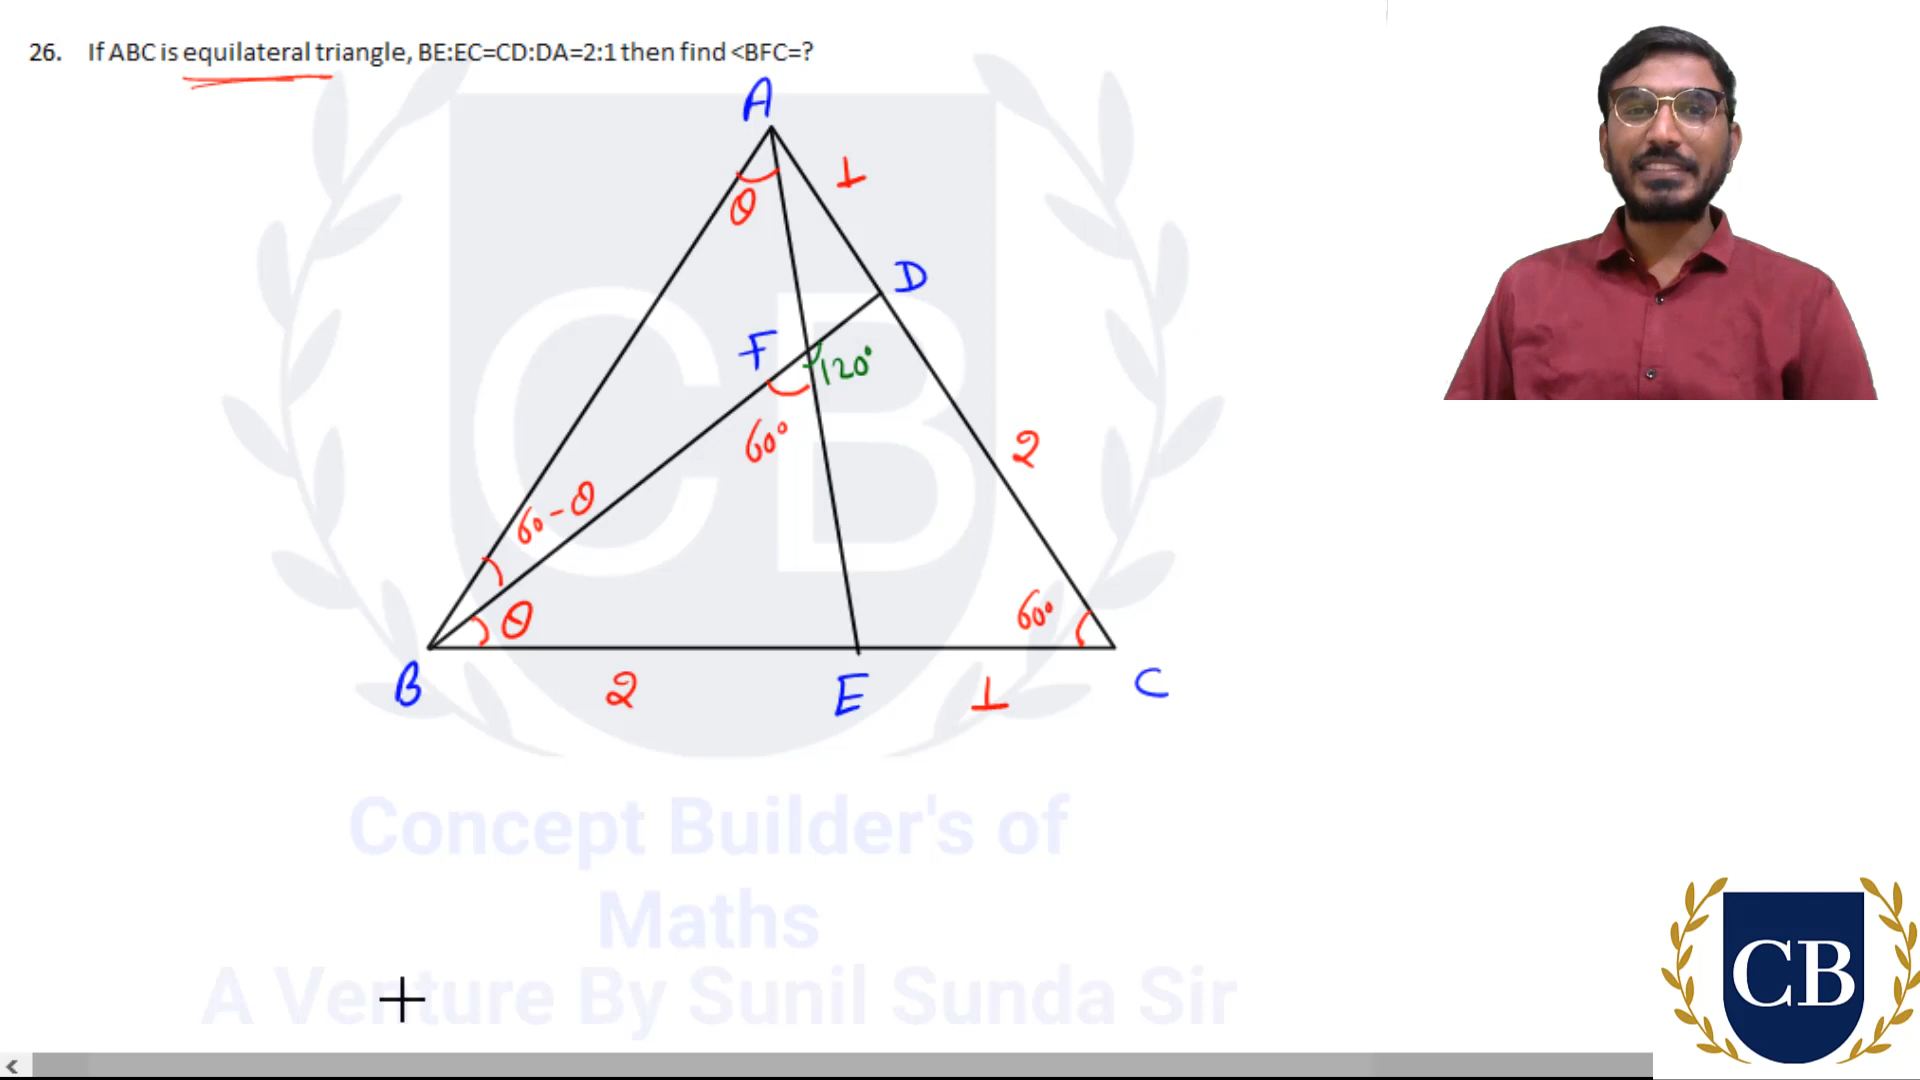 26. If ABC is equilateral triangle, BE:EC=CD:DA=2:1 then find <BFC=?
A
1
θ
D
F
120°
60°
2
60-θ
θ
60°
B
2
E
1
C
Concept Builder's of
Maths
A Venture By Sunil Sunda Sir
CB
CB